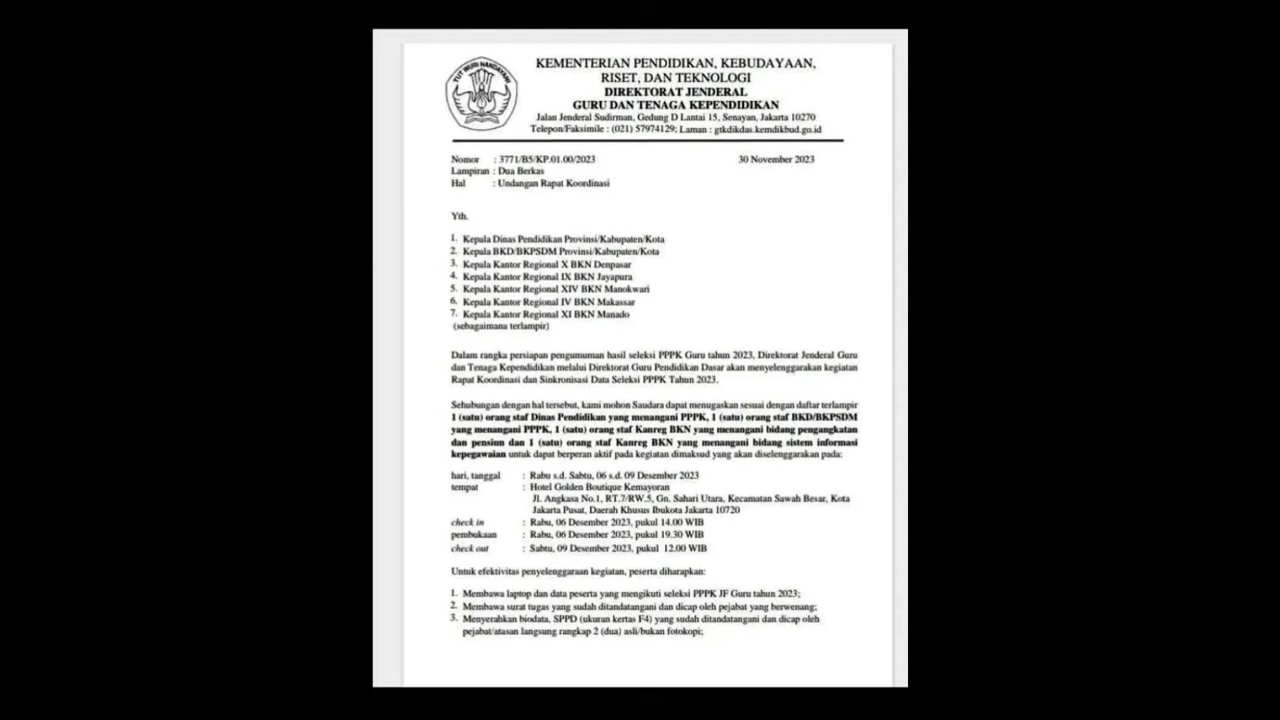 TUT WURI HANDAYANI
KEMENTERIAN PENDIDIKAN, KEBUDAYAAN,
RISET, DAN TEKNOLOGI
DIREKTORAT JENDERAL
GURU DAN TENAGA KEPENDIDIKAN
Jalan Jenderal Sudirman, Gedung D Lantai 15, Senayan, Jakarta 10270
Telepon/Faksimile : (021) 57974129; Laman : gtkdikdas.kemdikbud.go.id
Nomor : 3771/B5/KP.01.00/2023 30 November 2023
Lampiran : Dua Berkas
Hal : Undangan Rapat Koordinasi
Yth.
1. Kepala Dinas Pendidikan Provinsi/Kabupaten/Kota
2. Kepala BKD/BKPSDM Provinsi/Kabupaten/Kota
3. Kepala Kantor Regional X BKN Denpasar
4. Kepala Kantor Regional IX BKN Jayapura
5. Kepala Kantor Regional XIV BKN Manokwari
6. Kepala Kantor Regional IV BKN Makassar
7. Kepala Kantor Regional XI BKN Manado
(sebagaimana terlampir)
Dalam rangka persiapan pengumuman hasil seleksi PPPK Guru tahun 2023, Direktorat Jenderal Guru
dan Tenaga Kependidikan melalui Direktorat Guru Pendidikan Dasar akan menyelenggarakan kegiatan
Rapat Koordinasi dan Sinkronisasi Data Seleksi PPPK Tahun 2023.
Sehubungan dengan hal tersebut, kami mohon Saudara dapat menugaskan sesuai dengan daftar terlampir
1 (satu) orang staf Dinas Pendidikan yang menangani PPPK, 1 (satu) orang staf BKD/BKPSDM
yang menangani PPPK, 1 (satu) orang staf Kanreg BKN yang menangani bidang pengangkatan
dan pensiun dan 1 (satu) orang staf Kanreg BKN yang menangani bidang sistem informasi
kepegawaian untuk dapat berperan aktif pada kegiatan dimaksud yang akan diselenggarakan pada:
hari, tanggal : Rabu s.d. Sabtu, 06 s.d. 09 Desember 2023
tempat : Hotel Golden Boutique Kemayoran
Jl. Angkasa No.1, RT.7/RW.5, Gn. Sahari Utara, Kecamatan Sawah Besar, Kota
Jakarta Pusat, Daerah Khusus Ibukota Jakarta 10720
check in : Rabu, 06 Desember 2023, pukul 14.00 WIB
pembukaan : Rabu, 06 Desember 2023, pukul 19.30 WIB
check out : Sabtu, 09 Desember 2023, pukul 12.00 WIB
Untuk efektivitas penyelenggaraan kegiatan, peserta diharapkan:
1. Membawa laptop dan data peserta yang mengikuti seleksi PPPK JF Guru tahun 2023;
2. Membawa surat tugas yang sudah ditandatangani dan dicap oleh pejabat yang berwenang;
3. Menyerahkan biodata, SPPD (ukuran kertas F4) yang sudah ditandatangani dan dicap oleh
pejabat/atasan langsung rangkap 2 (dua) asli/bukan fotokopi;